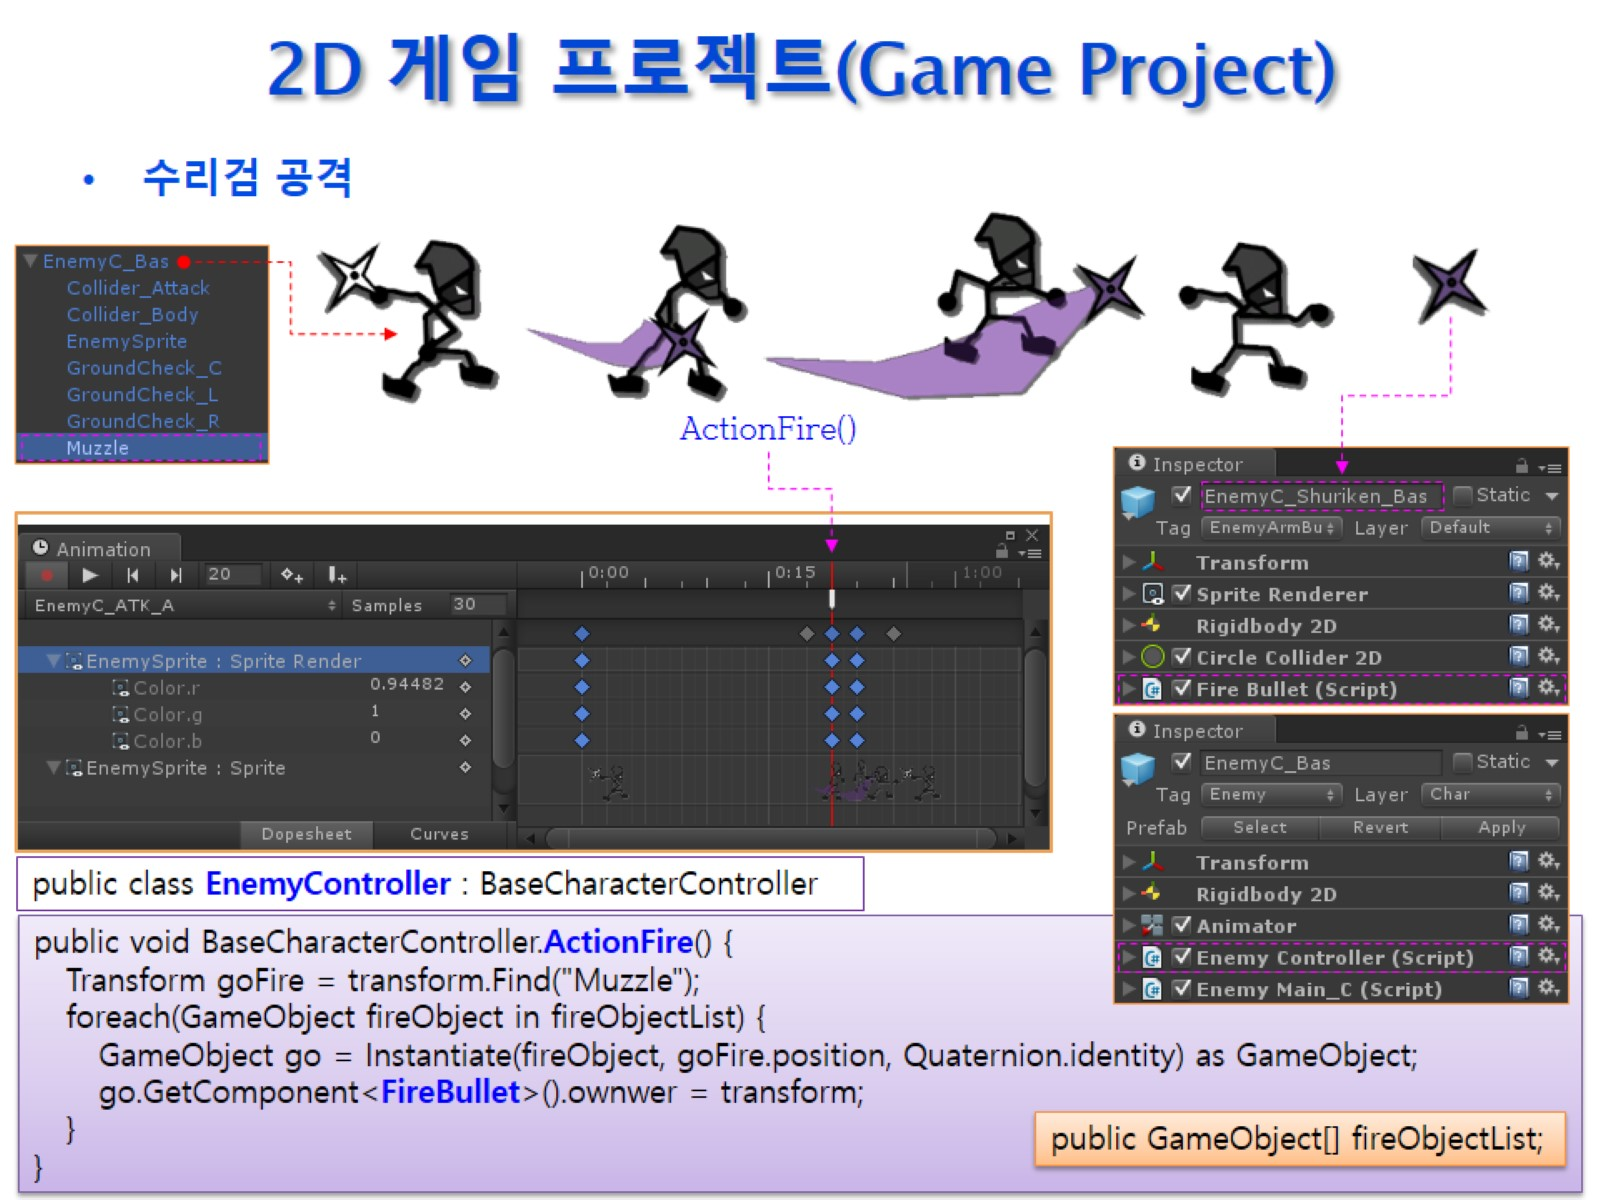 2D 게임 프로젝트(Game Project)
• 수리검 공격
EnemyC_Bas
Collider_Attack
Collider_Body
EnemySprite
GroundCheck_C
GroundCheck_L
GroundCheck_R
Muzzle
ActionFire()
Animation
20
0:00 0:15 1:00
EnemyC_ATK_A Samples 30
EnemySprite : Sprite Render
Color.r 0.94482
Color.g 1
Color.b 0
EnemySprite : Sprite
Dopesheet Curves
Inspector
EnemyC_Shuriken_Bas Static
Tag EnemyArmBu Layer Default
Transform
Sprite Renderer
Rigidbody 2D
Circle Collider 2D
Fire Bullet (Script)
Inspector
EnemyC_Bas Static
Tag Enemy Layer Char
Prefab Select Revert Apply
Transform
Rigidbody 2D
Animator
Enemy Controller (Script)
Enemy Main_C (Script)
public class EnemyController : BaseCharacterController
public void BaseCharacterController.ActionFire() {
Transform goFire = transform.Find("Muzzle");
foreach(GameObject fireObject in fireObjectList) {
GameObject go = Instantiate(fireObject, goFire.position, Quaternion.identity) as GameObject;
go.GetComponent<FireBullet>().ownwer = transform;
}
}
public GameObject[] fireObjectList;